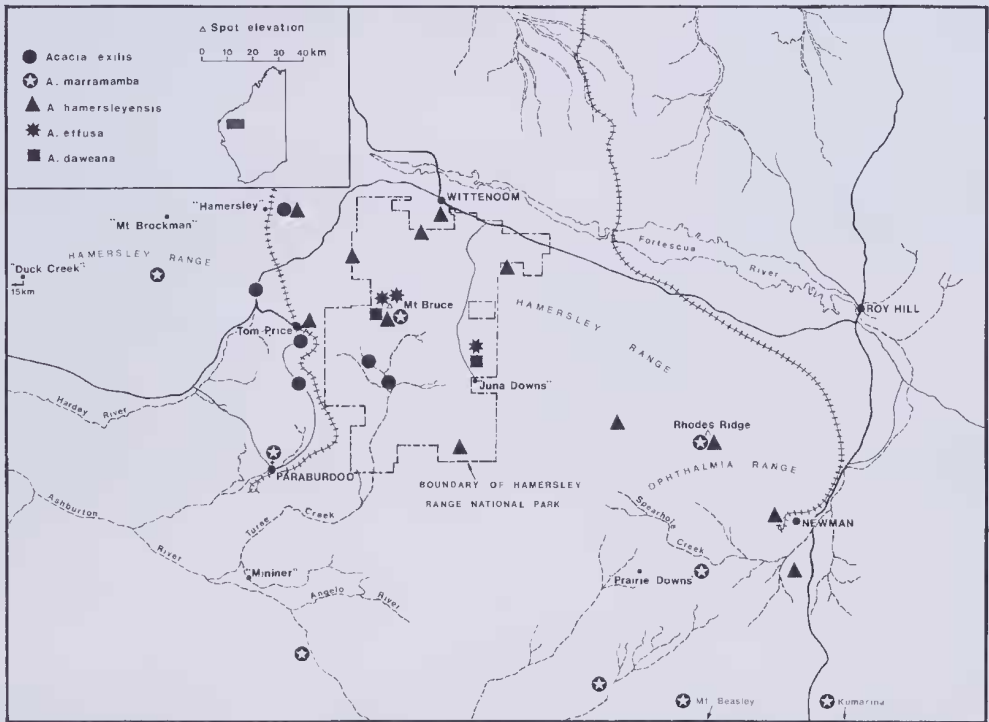 △ Spot elevation
0 10 20 30 40 km
Acacia exilis
A. marramamba
A hamersleyensis
A. effusa
A. daweana
WITTENOOM
"Hamersley"
"Mt Brockman"
HAMERSLEY RANGE
"Duck Creek"
15km
Fortescue
River
Mt Bruce
HAMERSLEY
RANGE
ROY HILL
Tom Price
"Juna Downs"
Hardey River
Rhodes Ridge
PARABURDOO
OPHTHALMIA RANGE
BOUNDARY OF HAMERSLEY
RANGE NATIONAL PARK
Ashburton
River
Turee Creek
Spearhole
Creek
NEWMAN
"Mininer"
Prairie Downs"
Angelo River
Mt. Beasley
Kumarina